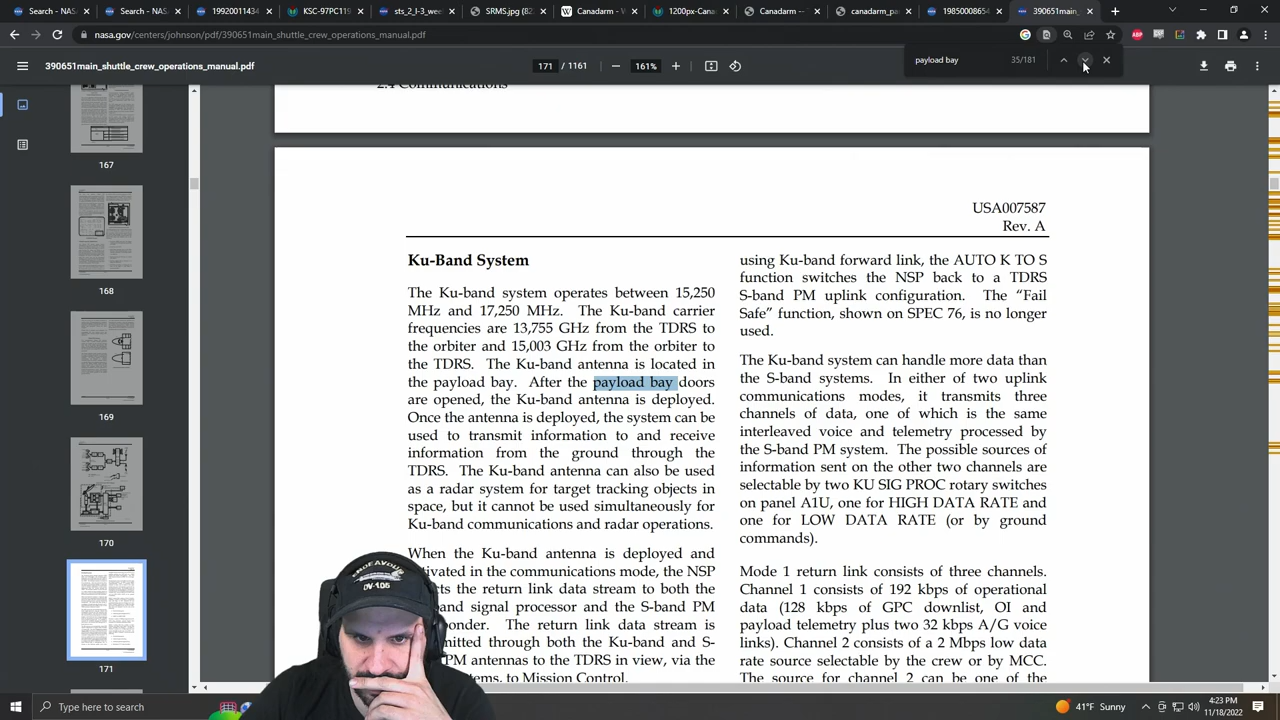 Search - NAS
Search - NAS
19920011434
KSC-97PC119
sts_2_I-3_we
SRMS.jpg (82
Canadarm - W
1200px-Cana
Canadarm -
canadarm_pa
19850008654
390651main_
nasa.gov/centers/johnson/pdf/390651main_shuttle_crew_operations_manual.pdf
ABP
390651main_shuttle_crew_operations_manual.pdf
171 / 1161
161%
payload bay 35/181
2.4 Communications
167
168
169
170
171
USA007587
Rev. A
Ku-Band System
The Ku-band system operates between 15,250
MHz and 17,250 MHz. The Ku-band carrier
frequencies are 13,755 GHz from the TDRS to
the orbiter and 15,003 GHz from the orbiter to
the TDRS. The Ku-band antenna is located in
the payload bay. After the payload bay doors
are opened, the Ku-band antenna is deployed.
Once the antenna is deployed, the system can be
used to transmit information to and receive
information from the ground through the
TDRS. The Ku-band antenna can also be used
as a radar system for target tracking objects in
space, but it cannot be used simultaneously for
Ku-band communications and radar operations.
When the Ku-band antenna is deployed and
in the communications mode, the NSP
the return link data stream to both the
signal processor and the S-band PM
The return link data stream is
through both the Ku-band and S-
PM antennas to the TDRS in view, via the
to Mission Control.
using Ku-band forward link, the AUTO K TO S
function switches the NSP back to a TDRS
S-band PM uplink configuration. The “Fail
Safe” function, shown on SPEC 76, is no longer
used.
The Ku-band system can handle more data than
the S-band systems. In either of two uplink
communications modes, it transmits three
channels of data, one of which is the same
interleaved voice and telemetry processed by
the S-band PM system. The possible sources of
information sent on the other two channels are
selectable by two KU SIG PROC rotary switches
on panel A1U, one for HIGH DATA RATE and
one for LOW DATA RATE (or by ground
commands).
Mode 1 return link consists of three channels.
Channel 1 consists of 192 kbps of operational
data (128 kbps of GPC downlist, OI and
payload telemetry plus two 32 kbps A/G voice
links). Channel 2 consists of a 2 Mbps low data
rate source selectable by the crew or by MCC.
The source for channel 2 can be one of the
ENDEAVOUR
OV-105
Type here to search
41°F Sunny
4:23 PM
11/18/2022